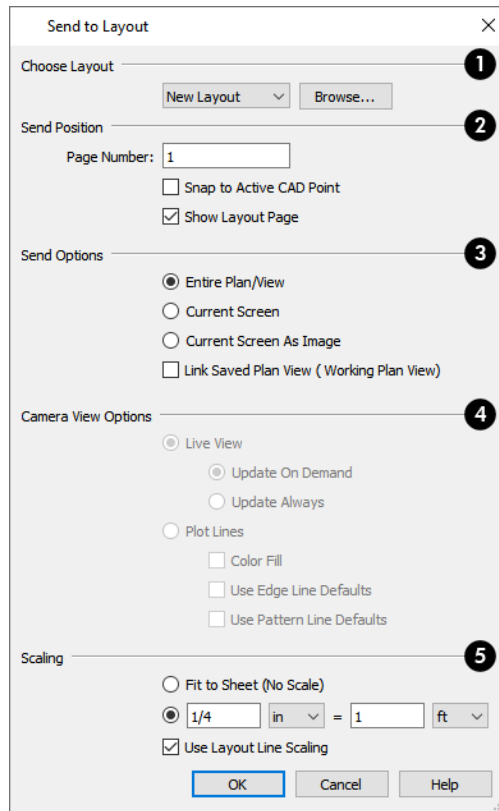 Send to Layout
Choose Layout 1
New Layout Browse...
Send Position 2
Page Number: 1
Snap to Active CAD Point
Show Layout Page
Send Options 3
Entire Plan/View
Current Screen
Current Screen As Image
Link Saved Plan View ( Working Plan View)
Camera View Options 4
Live View
Update On Demand
Update Always
Plot Lines
Color Fill
Use Edge Line Defaults
Use Pattern Line Defaults
Scaling 5
Fit to Sheet (No Scale)
1/4 in = 1 ft
Use Layout Line Scaling
OK Cancel Help